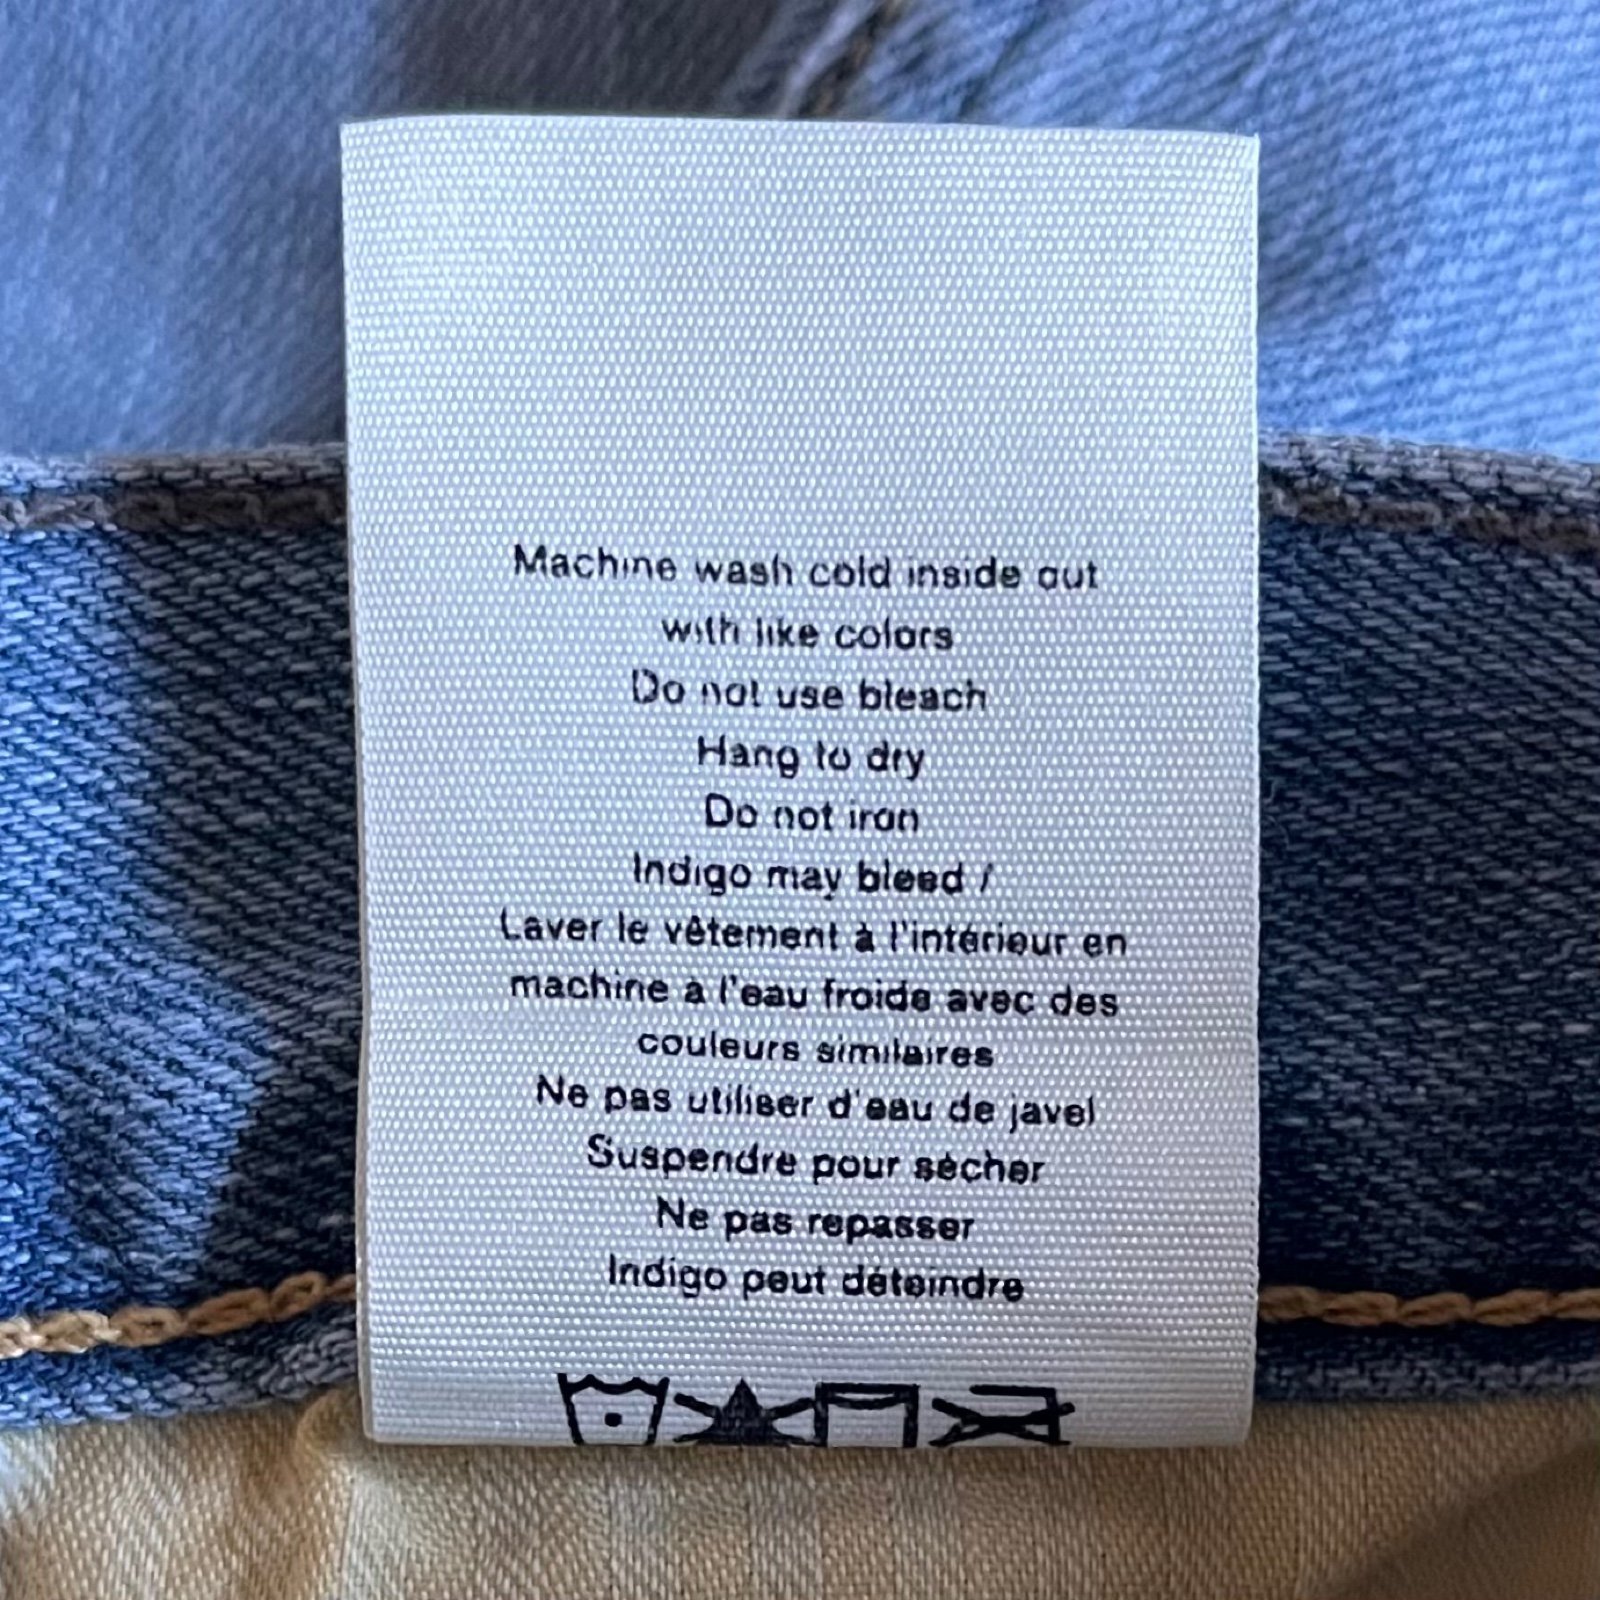 Machine wash cold inside out
with like colors
Do not use bleach
Hang to dry
Do not iron
Indigo may bleed /
Laver le vêtement à l'intérieur en
machine à l'eau froide avec des
couleurs similaires
Ne pas utiliser d'eau de javel
Suspendre pour sécher
Ne pas repasser
Indigo peut déteindre